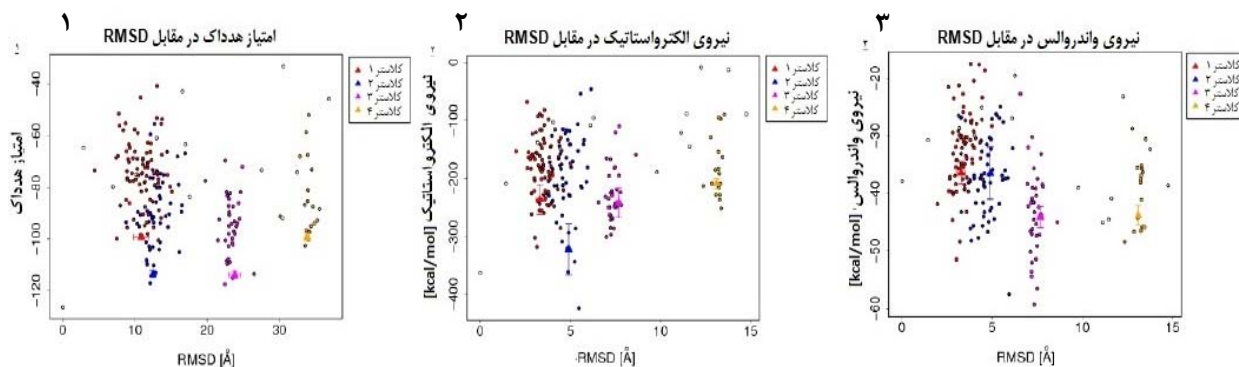 ۱
امتیاز هدداک در مقابل RMSD
۱
امتیاز هدداک
-40
-60
-80
-100
-120
0 10 20 30
RMSD [Å]
کلاستر ۱
کلاستر ۲
کلاستر ۳
کلاستر ۴
۲
نیروی الکترواستاتیک در مقابل RMSD
۲
نیروی الکترواستاتیک [kcal/mol]
0
-100
-200
-300
-400
0 5 10 15
RMSD [Å]
کلاستر ۱
کلاستر ۲
کلاستر ۳
کلاستر ۴
۳
نیروی واندروالس در مقابل RMSD
۳
نیروی واندروالس [kcal/mol]
-20
-30
-40
-50
-60
0 5 10 15
RMSD [Å]
کلاستر ۱
کلاستر ۲
کلاستر ۳
کلاستر ۴